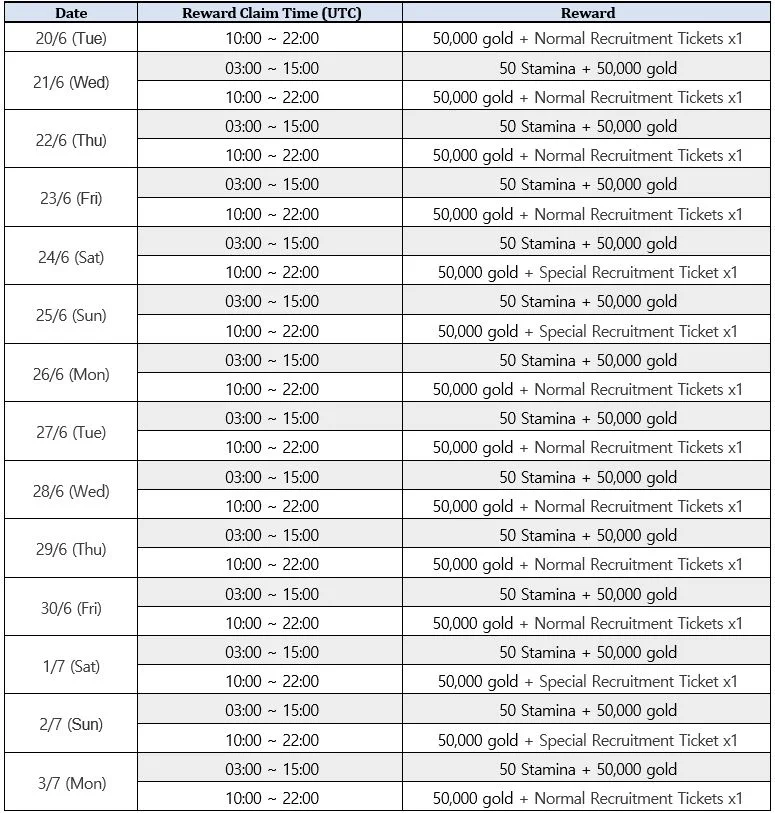 Date Reward Claim Time (UTC) Reward
20/6 (Tue) 10:00 ~ 22:00 50,000 gold + Normal Recruitment Tickets x1
21/6 (Wed) 03:00 ~ 15:00 50 Stamina + 50,000 gold
10:00 ~ 22:00 50,000 gold + Normal Recruitment Tickets x1
22/6 (Thu) 03:00 ~ 15:00 50 Stamina + 50,000 gold
10:00 ~ 22:00 50,000 gold + Normal Recruitment Tickets x1
23/6 (Fri) 03:00 ~ 15:00 50 Stamina + 50,000 gold
10:00 ~ 22:00 50,000 gold + Normal Recruitment Tickets x1
24/6 (Sat) 03:00 ~ 15:00 50 Stamina + 50,000 gold
10:00 ~ 22:00 50,000 gold + Special Recruitment Ticket x1
25/6 (Sun) 03:00 ~ 15:00 50 Stamina + 50,000 gold
10:00 ~ 22:00 50,000 gold + Special Recruitment Ticket x1
26/6 (Mon) 03:00 ~ 15:00 50 Stamina + 50,000 gold
10:00 ~ 22:00 50,000 gold + Normal Recruitment Tickets x1
27/6 (Tue) 03:00 ~ 15:00 50 Stamina + 50,000 gold
10:00 ~ 22:00 50,000 gold + Normal Recruitment Tickets x1
28/6 (Wed) 03:00 ~ 15:00 50 Stamina + 50,000 gold
10:00 ~ 22:00 50,000 gold + Normal Recruitment Tickets x1
29/6 (Thu) 03:00 ~ 15:00 50 Stamina + 50,000 gold
10:00 ~ 22:00 50,000 gold + Normal Recruitment Tickets x1
30/6 (Fri) 03:00 ~ 15:00 50 Stamina + 50,000 gold
10:00 ~ 22:00 50,000 gold + Normal Recruitment Tickets x1
1/7 (Sat) 03:00 ~ 15:00 50 Stamina + 50,000 gold
10:00 ~ 22:00 50,000 gold + Special Recruitment Ticket x1
2/7 (Sun) 03:00 ~ 15:00 50 Stamina + 50,000 gold
10:00 ~ 22:00 50,000 gold + Special Recruitment Ticket x1
3/7 (Mon) 03:00 ~ 15:00 50 Stamina + 50,000 gold
10:00 ~ 22:00 50,000 gold + Normal Recruitment Tickets x1